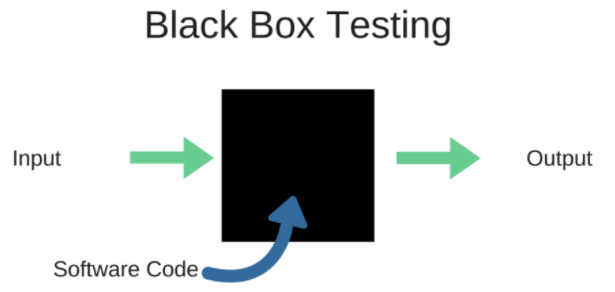 Black Box Testing
Input
Output
Software Code